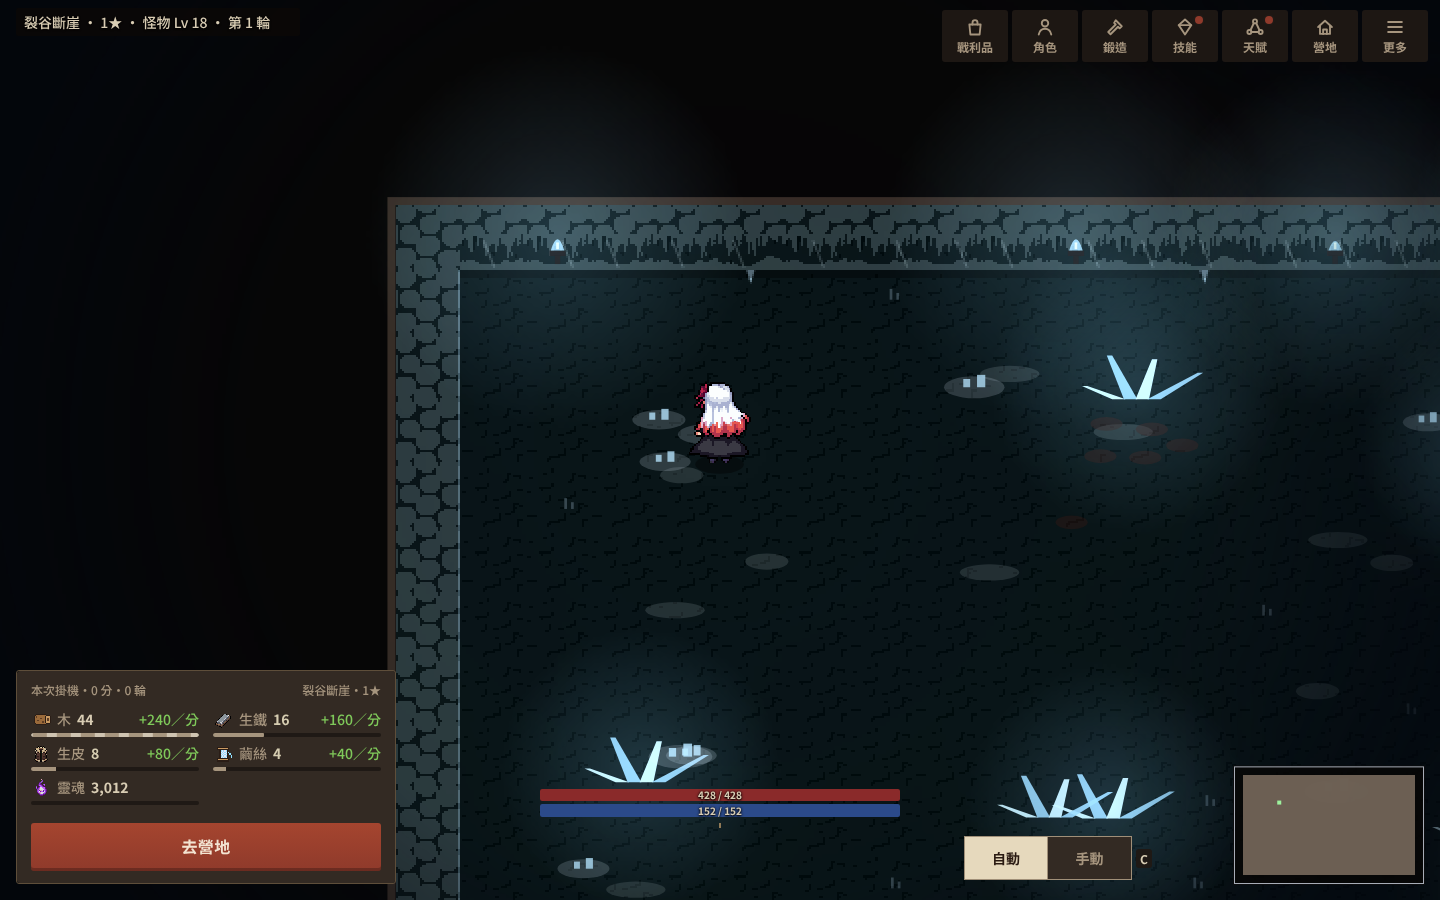 裂谷斷崖 · 1★ · 怪物 Lv 18 · 第 1 輪
戰利品
角色
鍛造
技能
天賦
營地
更多
本次掛機·0 分·0 輪
裂谷斷崖·1★
木 44 +240／分
生鐵 16 +160／分
生皮 8 +80／分
繭絲 4 +40／分
靈魂 3,012
去營地
428 / 428
152 / 152
自動
手動
C